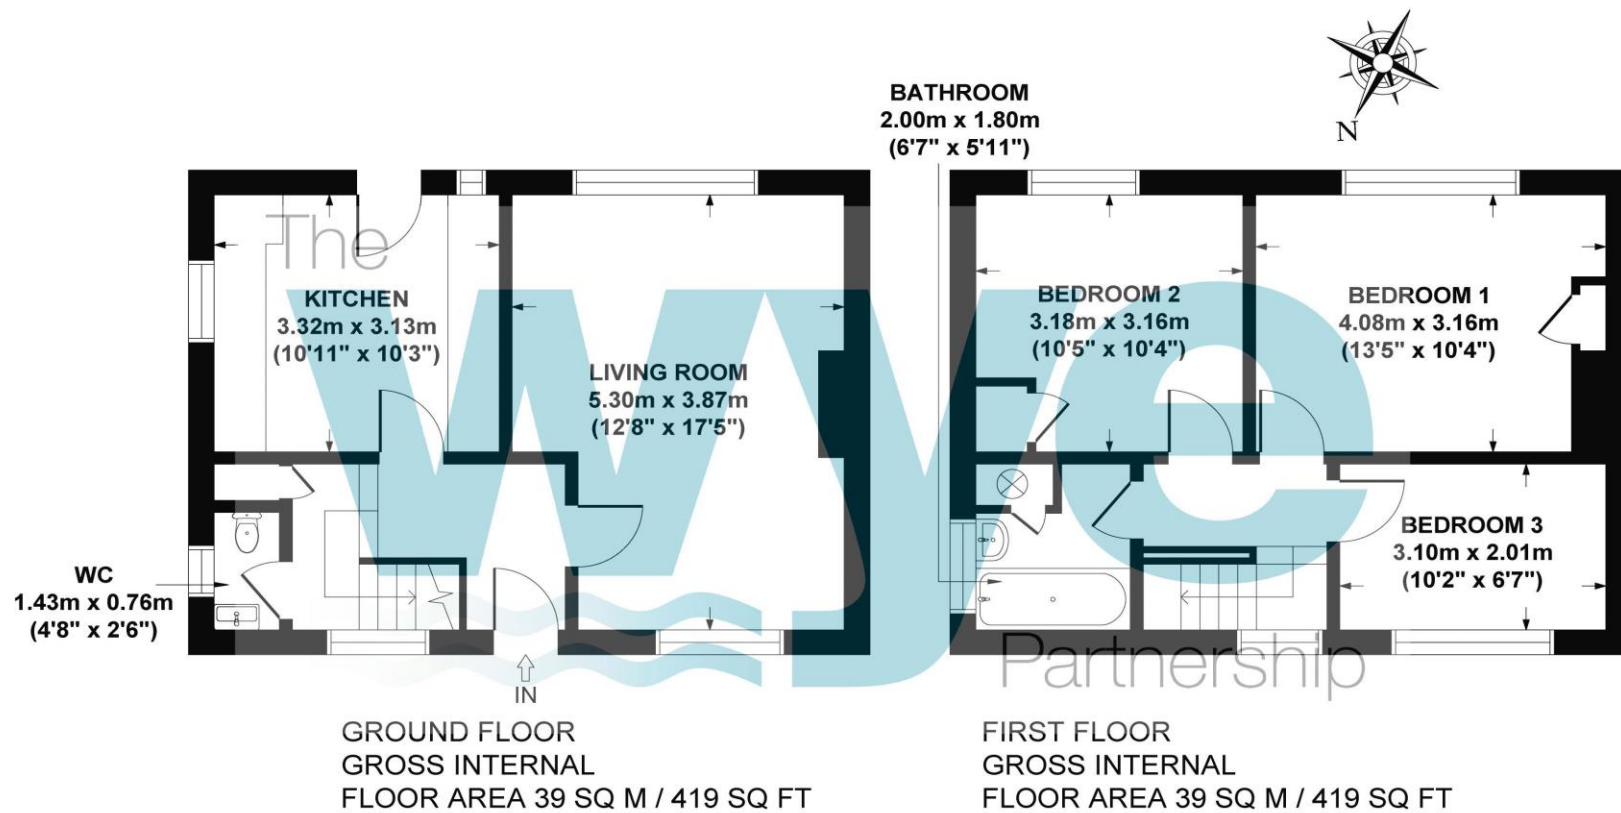 N
BATHROOM
2.00m x 1.80m
(6'7" x 5'11")
The
wye
Partnership
KITCHEN
3.32m x 3.13m
(10'11" x 10'3")
LIVING ROOM
5.30m x 3.87m
(12'8" x 17'5")
WC
1.43m x 0.76m
(4'8" x 2'6")
IN
BEDROOM 2
3.18m x 3.16m
(10'5" x 10'4")
BEDROOM 1
4.08m x 3.16m
(13'5" x 10'4")
BEDROOM 3
3.10m x 2.01m
(10'2" x 6'7")
GROUND FLOOR
GROSS INTERNAL
FLOOR AREA 39 SQ M / 419 SQ FT
FIRST FLOOR
GROSS INTERNAL
FLOOR AREA 39 SQ M / 419 SQ FT